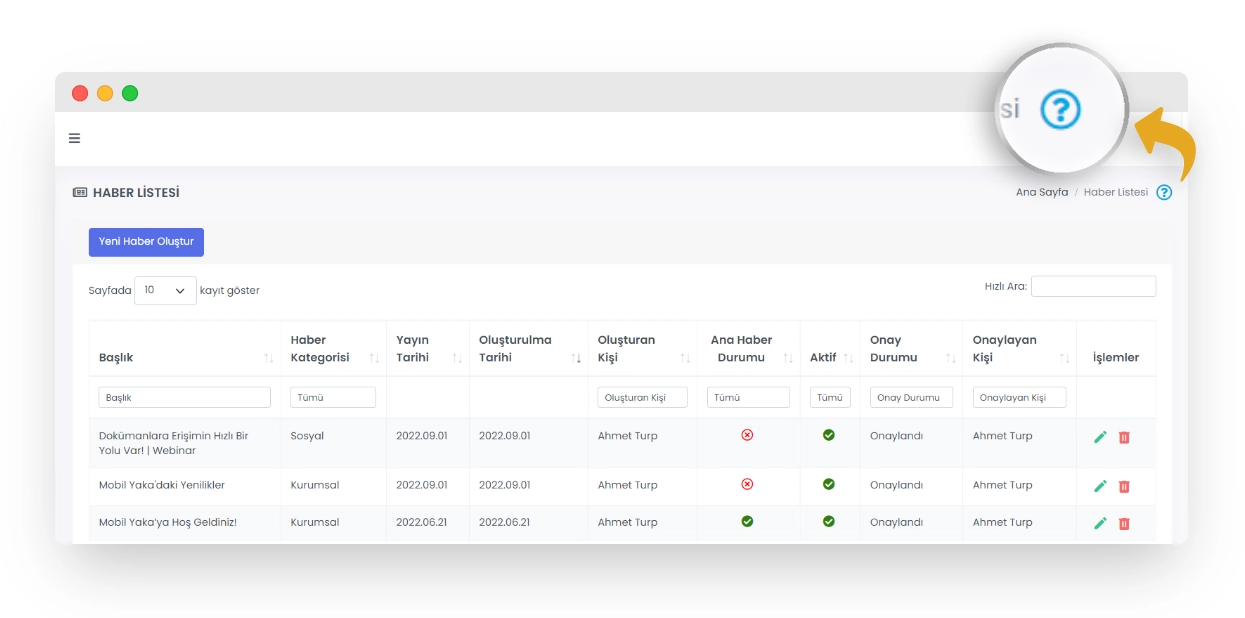 si ?
HABER LİSTESİ
Ana Sayfa / Haber Listesi ?
Yeni Haber Oluştur
Sayfada 10 kayıt göster
Hızlı Ara:
Başlık
Haber
Kategorisi
Yayın
Tarihi
Oluşturulma
Tarihi
Oluşturan
Kişi
Ana Haber
Durumu
Aktif
Onay
Durumu
Onaylayan
Kişi
İşlemler
Başlık Tümü Oluşturan Kişi Tümü Tümü Onay Durumu Onaylayan Kişi
Dokümanlara Erişimin Hızlı Bir
Yolu Var! | Webinar
Sosyal 2022.09.01 2022.09.01 Ahmet Turp Onaylandı Ahmet Turp
Mobil Yaka'daki Yenilikler Kurumsal 2022.09.01 2022.09.01 Ahmet Turp Onaylandı Ahmet Turp
Mobil Yaka'ya Hoş Geldiniz! Kurumsal 2022.06.21 2022.06.21 Ahmet Turp Onaylandı Ahmet Turp